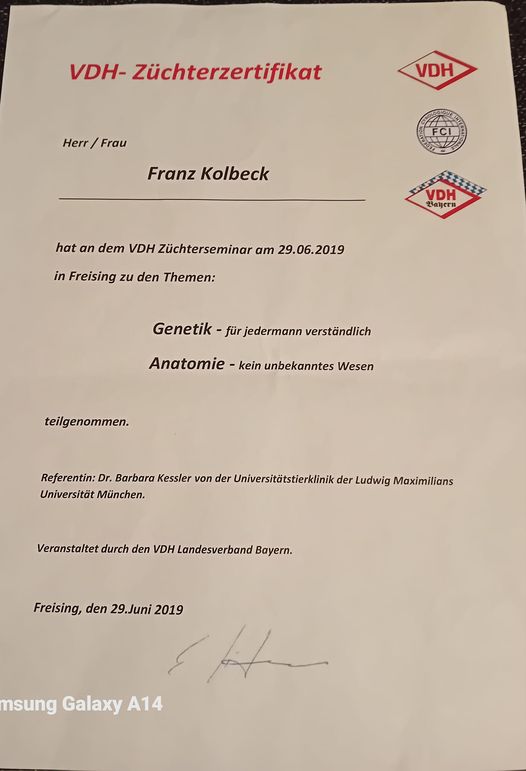 VDH- Züchterzertifikat
VDH
FEDERATION CYNOLOGIQUE INTERNATIONALE
FCI
Herr / Frau
Franz Kolbeck
VDH
Bayern
hat an dem VDH Züchterseminar am 29.06.2019
in Freising zu den Themen:
Genetik - für jedermann verständlich
Anatomie - kein unbekanntes Wesen
teilgenommen.
Referentin: Dr. Barbara Kessler von der Universitätstierklinik der Ludwig Maximilians
Universität München.
Veranstaltet durch den VDH Landesverband Bayern.
Freising, den 29.Juni 2019
msung Galaxy A14